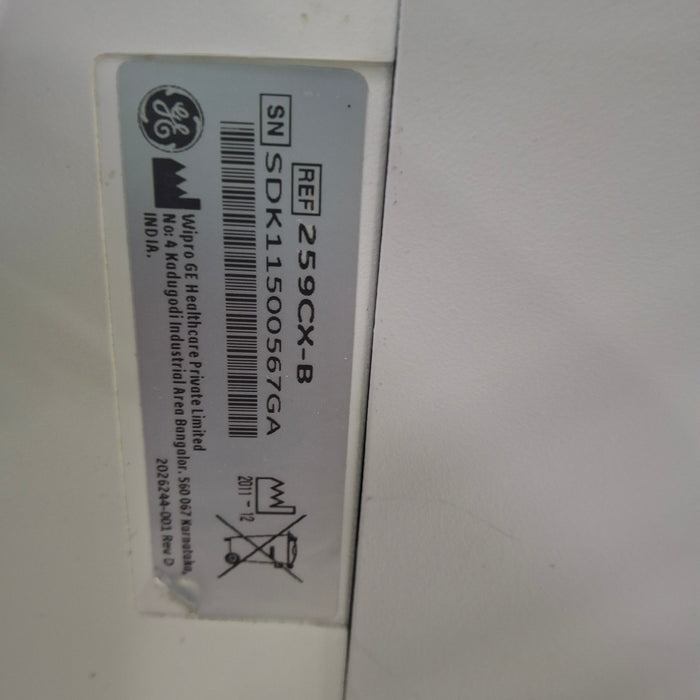 REF 259CX-B
SN SDK11500567GA
2011-12
GE
Wipro GE Healthcare Private Limited
No: 4 Kadugodi Industrial Area Bangalor, 560 067 Karnataka,
INDIA.
2026244-001 Rev D